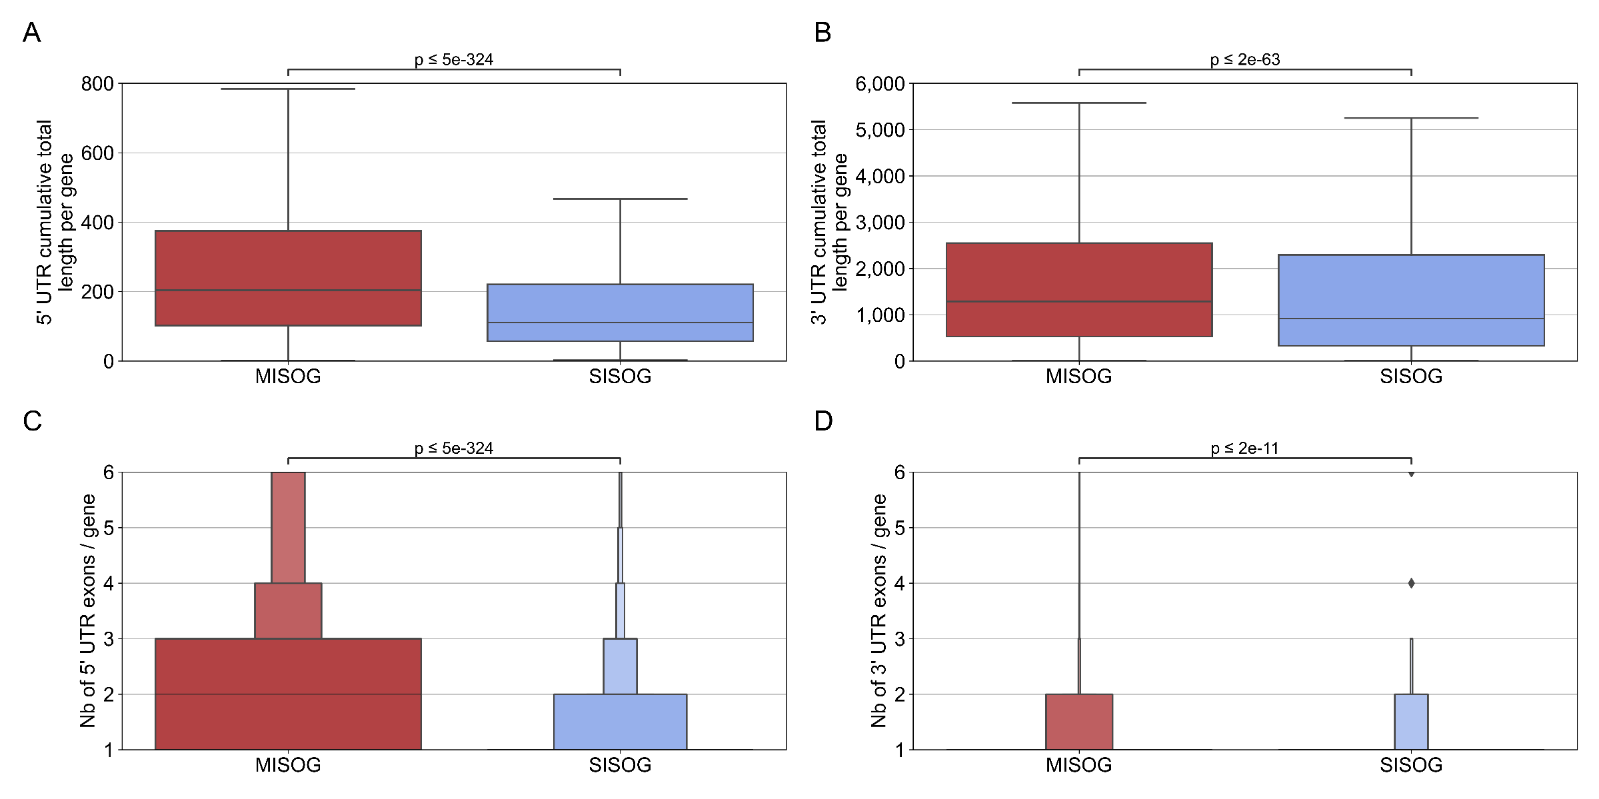 A
p ≤ 5e-324
5' UTR cumulative total
length per gene
800
600
400
200
0
MISOG
SISOG
B
p ≤ 2e-63
3' UTR cumulative total
length per gene
6,000
5,000
4,000
3,000
2,000
1,000
0
MISOG
SISOG
C
p ≤ 5e-324
Nb of 5' UTR exons / gene
6
5
4
3
2
1
MISOG
SISOG
D
p ≤ 2e-11
Nb of 3' UTR exons / gene
6
5
4
3
2
1
MISOG
SISOG